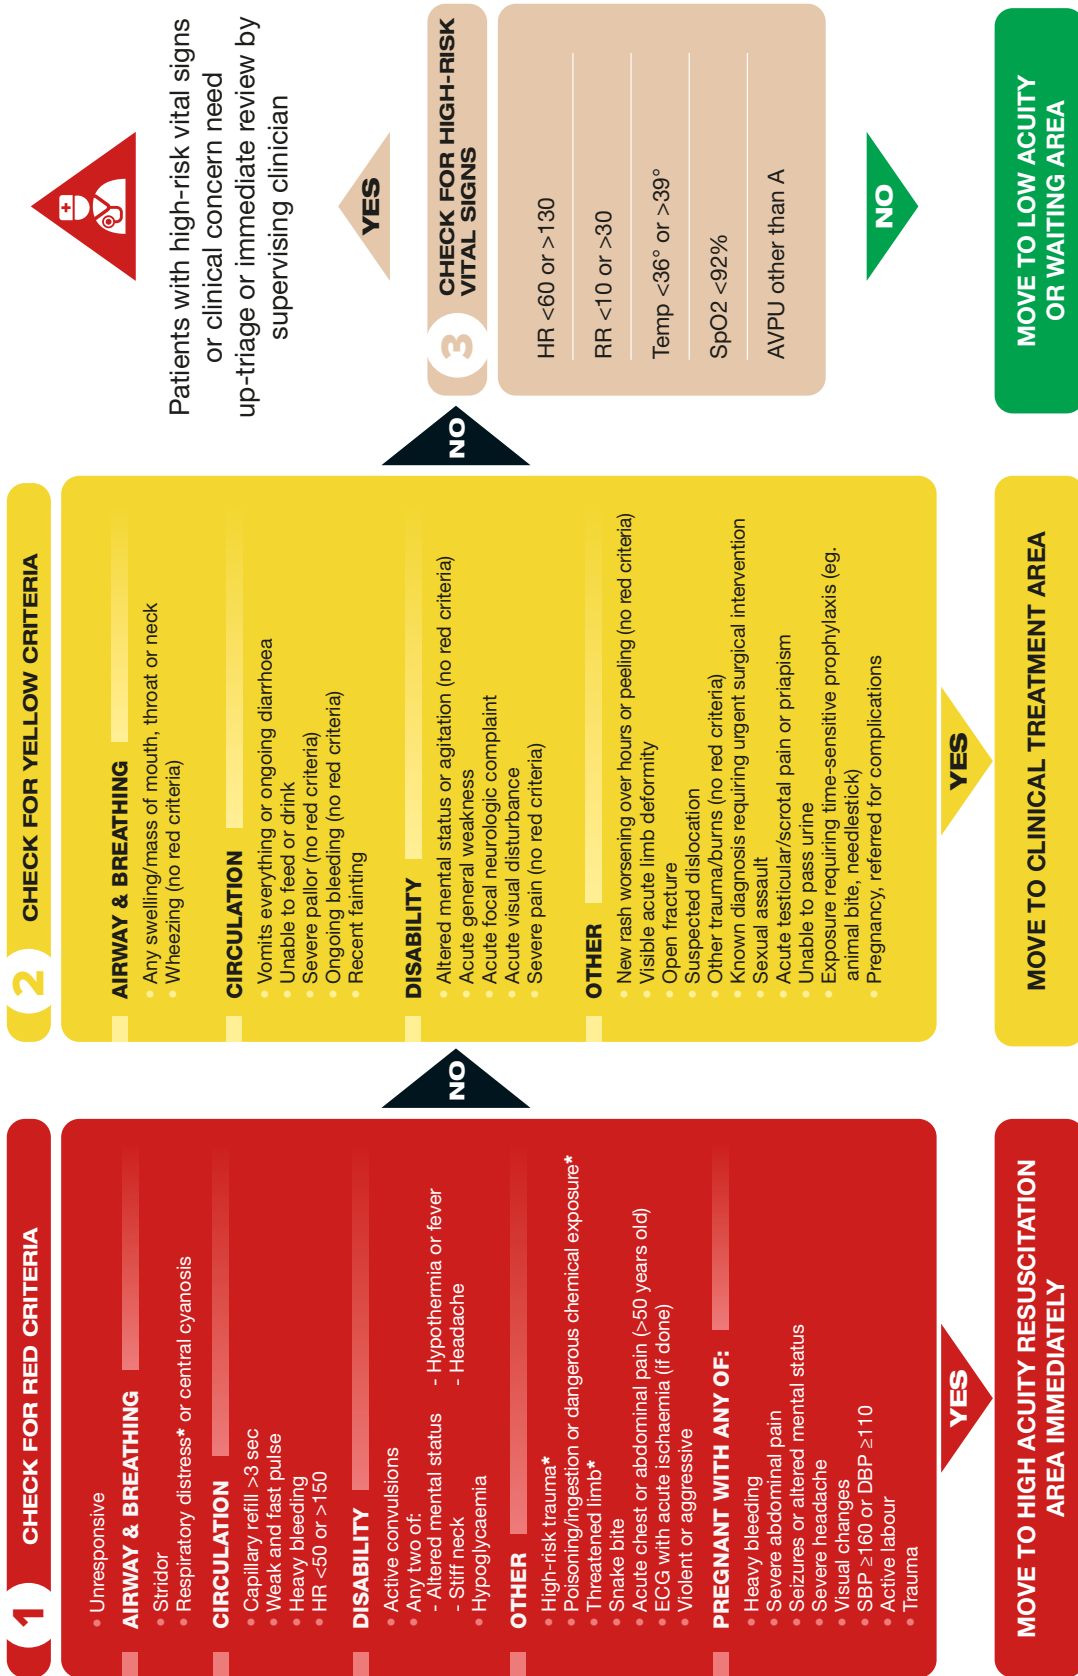 1
CHECK FOR RED CRITERIA
• Unresponsive
AIRWAY & BREATHING
• Stridor
• Respiratory distress* or central cyanosis
CIRCULATION
• Capillary refill >3 sec
• Weak and fast pulse
• Heavy bleeding
• HR <50 or >150
DISABILITY
• Active convulsions
• Any two of:
- Altered mental status - Hypothermia or fever
- Stiff neck - Headache
• Hypoglycaemia
OTHER
• High-risk trauma*
• Poisoning/ingestion or dangerous chemical exposure*
• Threatened limb*
• Snake bite
• Acute chest or abdominal pain (>50 years old)
• ECG with acute ischaemia (if done)
• Violent or aggressive
PREGNANT WITH ANY OF:
• Heavy bleeding
• Severe abdominal pain
• Seizures or altered mental status
• Severe headache
• Visual changes
• SBP ≥160 or DBP ≥110
• Active labour
• Trauma
YES
MOVE TO HIGH ACUITY RESUSCITATION
AREA IMMEDIATELY
NO
2
CHECK FOR YELLOW CRITERIA
AIRWAY & BREATHING
• Any swelling/mass of mouth, throat or neck
• Wheezing (no red criteria)
CIRCULATION
• Vomits everything or ongoing diarrhoea
• Unable to feed or drink
• Severe pallor (no red criteria)
• Ongoing bleeding (no red criteria)
• Recent fainting
DISABILITY
• Altered mental status or agitation (no red criteria)
• Acute general weakness
• Acute focal neurologic complaint
• Acute visual disturbance
• Severe pain (no red criteria)
OTHER
• New rash worsening over hours or peeling (no red criteria)
• Visible acute limb deformity
• Open fracture
• Suspected dislocation
• Other trauma/burns (no red criteria)
• Known diagnosis requiring urgent surgical intervention
• Sexual assault
• Acute testicular/scrotal pain or priapism
• Unable to pass urine
• Exposure requiring time-sensitive prophylaxis (eg.
animal bite, needlestick)
• Pregnancy, referred for complications
YES
MOVE TO CLINICAL TREATMENT AREA
NO
Patients with high-risk vital signs
or clinical concern need
up-triage or immediate review by
supervising clinician
YES
3
CHECK FOR HIGH-RISK
VITAL SIGNS
HR <60 or >130
RR <10 or >30
Temp <36° or >39°
SpO2 <92%
AVPU other than A
NO
MOVE TO LOW ACUITY
OR WAITING AREA